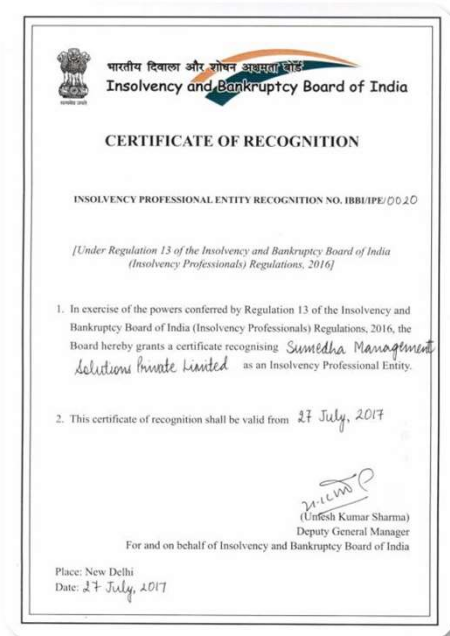 भारतीय दिवाला और शोधन अक्षमता बोर्ड
Insolvency and Bankruptcy Board of India
CERTIFICATE OF RECOGNITION
INSOLVENCY PROFESSIONAL ENTITY RECOGNITION NO. IBBI/IPE/0020
[Under Regulation 13 of the Insolvency and Bankruptcy Board of India
(Insolvency Professionals) Regulations, 2016]
1. In exercise of the powers conferred by Regulation 13 of the Insolvency and
Bankruptcy Board of India (Insolvency Professionals) Regulations, 2016, the
Board hereby grants a certificate recognising Sumedha Management
Solutions Private Limited as an Insolvency Professional Entity.
2. This certificate of recognition shall be valid from 27 July, 2017
(Umesh Kumar Sharma)
Deputy General Manager
For and on behalf of Insolvency and Bankruptcy Board of India
Place: New Delhi
Date: 27 July, 2017